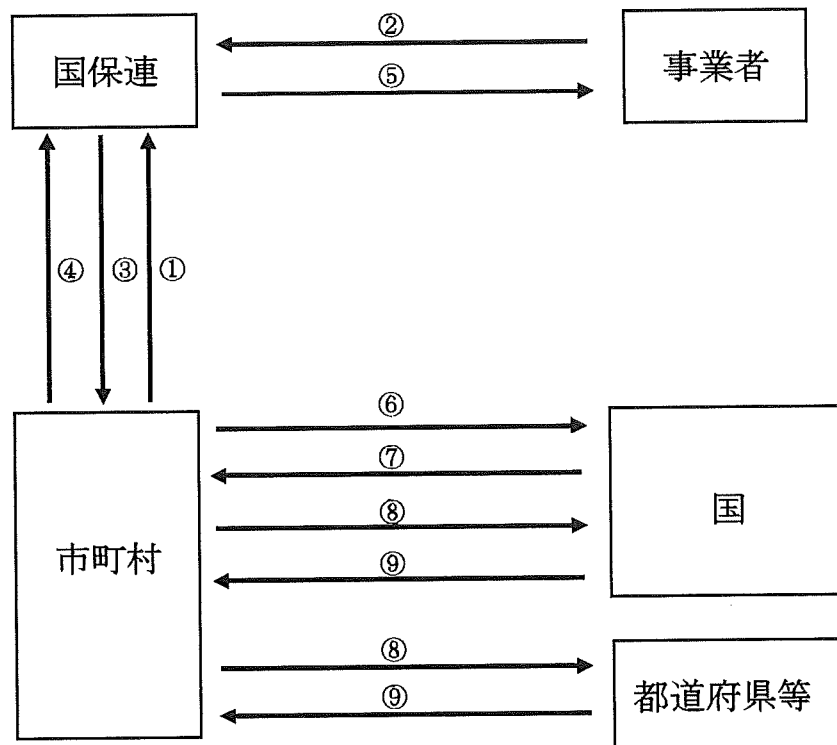 国保連
②
⑤
事業者
④
③
①
市町村
⑥
⑦
⑧
⑨
国
⑧
⑨
都道府県等